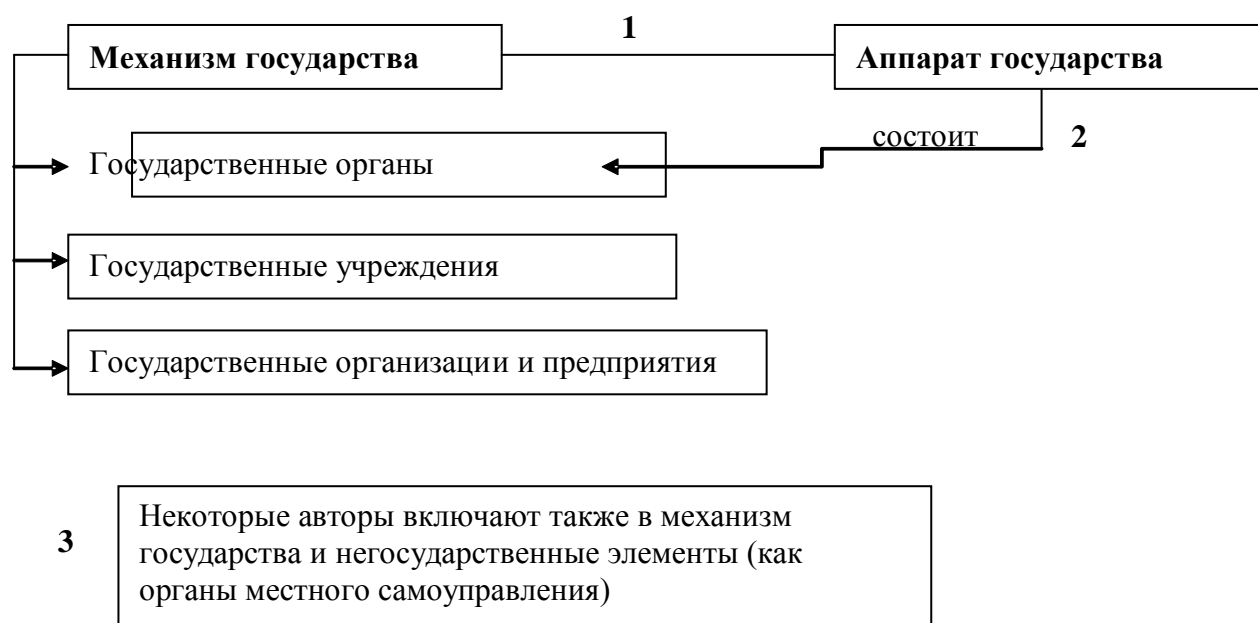 1
Механизм государства
Аппарат государства
состоит
2
Государственные органы
Государственные учреждения
Государственные организации и предприятия
3
Некоторые авторы включают также в механизм
государства и негосударственные элементы (как
органы местного самоуправления)